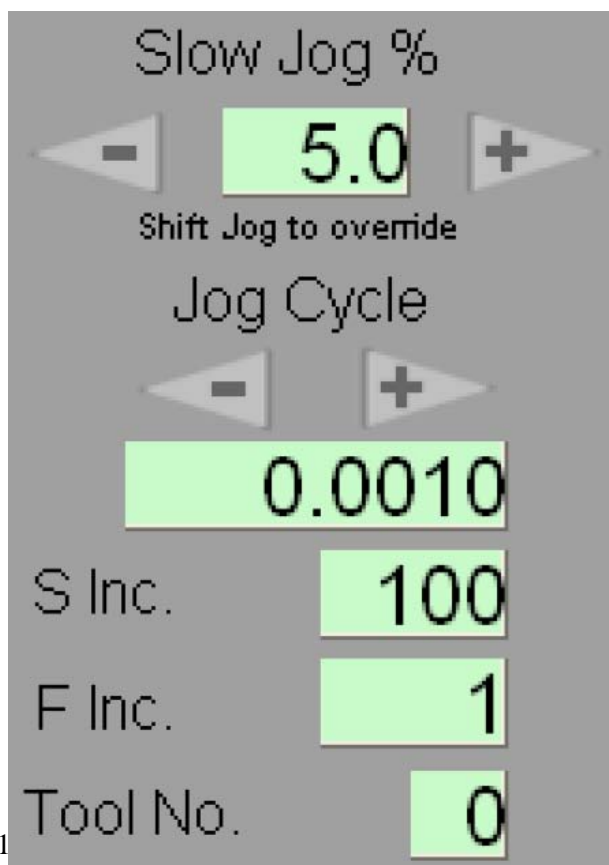 Slow Jog %
- 5.0 +
Shift Jog to override
Jog Cycle
- +
0.0010
S Inc. 100
F Inc. 1
Tool No. 0
1